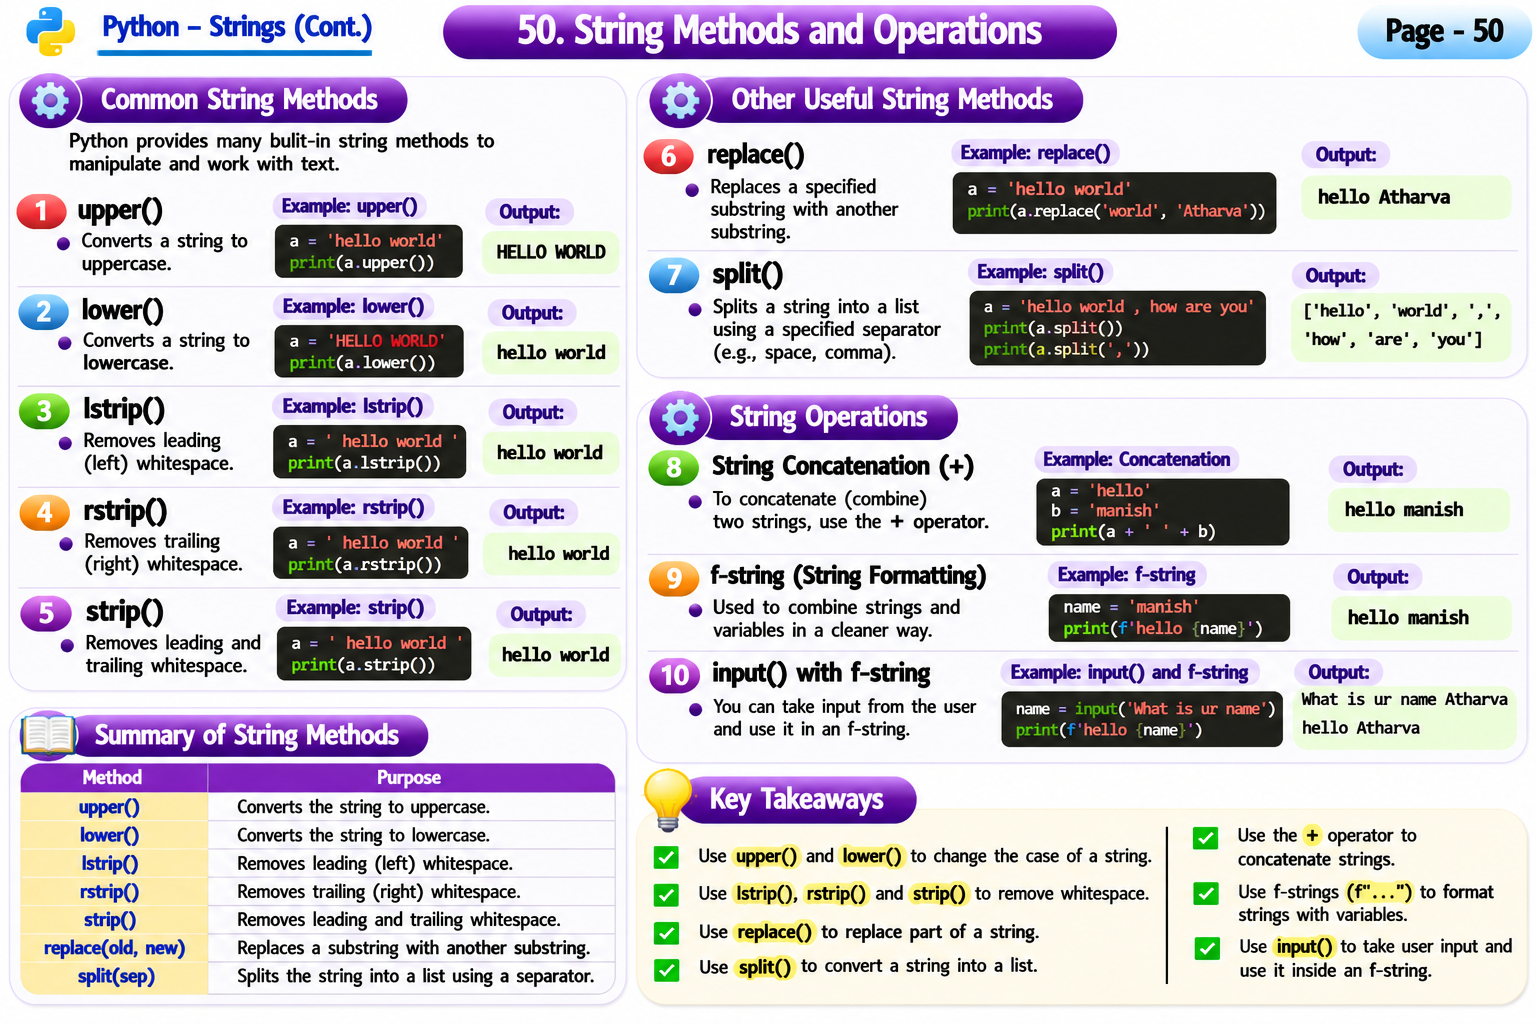 Python – Strings (Cont.)
50. String Methods and Operations
Page - 50
Common String Methods
Python provides many bulit-in string methods to
manipulate and work with text.
1 upper()
Converts a string to
uppercase.
Example: upper()
a = 'hello world'
print(a.upper())
Output:
HELLO WORLD
2 lower()
Converts a string to
lowercase.
Example: lower()
a = 'HELLO WORLD'
print(a.lower())
Output:
hello world
3 lstrip()
Removes leading
(left) whitespace.
Example: lstrip()
a = ' hello world '
print(a.lstrip())
Output:
hello world
4 rstrip()
Removes trailing
(right) whitespace.
Example: rstrip()
a = ' hello world '
print(a.rstrip())
Output:
hello world
5 strip()
Removes leading and
trailing whitespace.
Example: strip()
a = ' hello world '
print(a.strip())
Output:
hello world
Summary of String Methods
Method Purpose
upper() Converts the string to uppercase.
lower() Converts the string to lowercase.
lstrip() Removes leading (left) whitespace.
rstrip() Removes trailing (right) whitespace.
strip() Removes leading and trailing whitespace.
replace(old, new) Replaces a substring with another substring.
split(sep) Splits the string into a list using a separator.
Other Useful String Methods
6 replace()
Replaces a specified
substring with another
substring.
Example: replace()
a = 'hello world'
print(a.replace('world', 'Atharva'))
Output:
hello Atharva
7 split()
Splits a string into a list
using a specified separator
(e.g., space, comma).
Example: split()
a = 'hello world , how are you'
print(a.split())
print(a.split(','))
Output:
['hello', 'world', ',',
'how', 'are', 'you']
String Operations
8 String Concatenation (+)
To concatenate (combine)
two strings, use the + operator.
Example: Concatenation
a = 'hello'
b = 'manish'
print(a + ' ' + b)
Output:
hello manish
9 f-string (String Formatting)
Used to combine strings and
variables in a cleaner way.
Example: f-string
name = 'manish'
print(f'hello {name}')
Output:
hello manish
10 input() with f-string
You can take input from the user
and use it in an f-string.
Example: input() and f-string
name = input('What is ur name')
print(f'hello {name}')
Output:
What is ur name Atharva
hello Atharva
Key Takeaways
Use upper() and lower() to change the case of a string.
Use lstrip(), rstrip() and strip() to remove whitespace.
Use replace() to replace part of a string.
Use split() to convert a string into a list.
Use the + operator to
concatenate strings.
Use f-strings (f"...") to format
strings with variables.
Use input() to take user input and
use it inside an f-string.